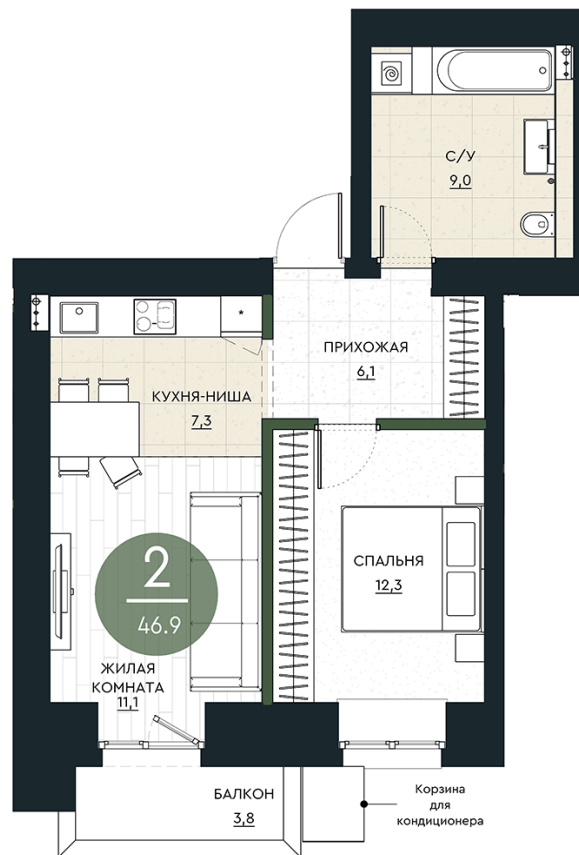 С/У
9,0
ПРИХОЖАЯ
6,1
*
КУХНЯ-НИША
7,3
2
46.9
СПАЛЬНЯ
12,3
ЖИЛАЯ
КОМНАТА
11,1
БАЛКОН
3,8
Корзина
для
кондиционера